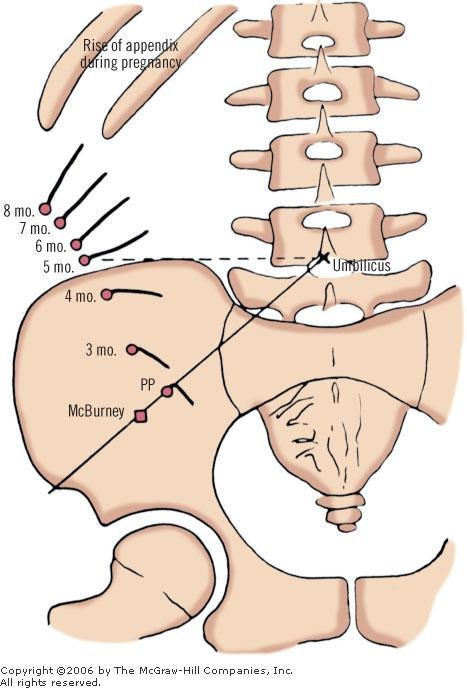 Rise of appendix
during pregnancy
8 mo.
7 mo.
6 mo.
5 mo.
Umbilicus
4 mo.
3 mo.
PP
McBurney
Copyright ©2006 by The McGraw-Hill Companies, Inc.
All rights reserved.